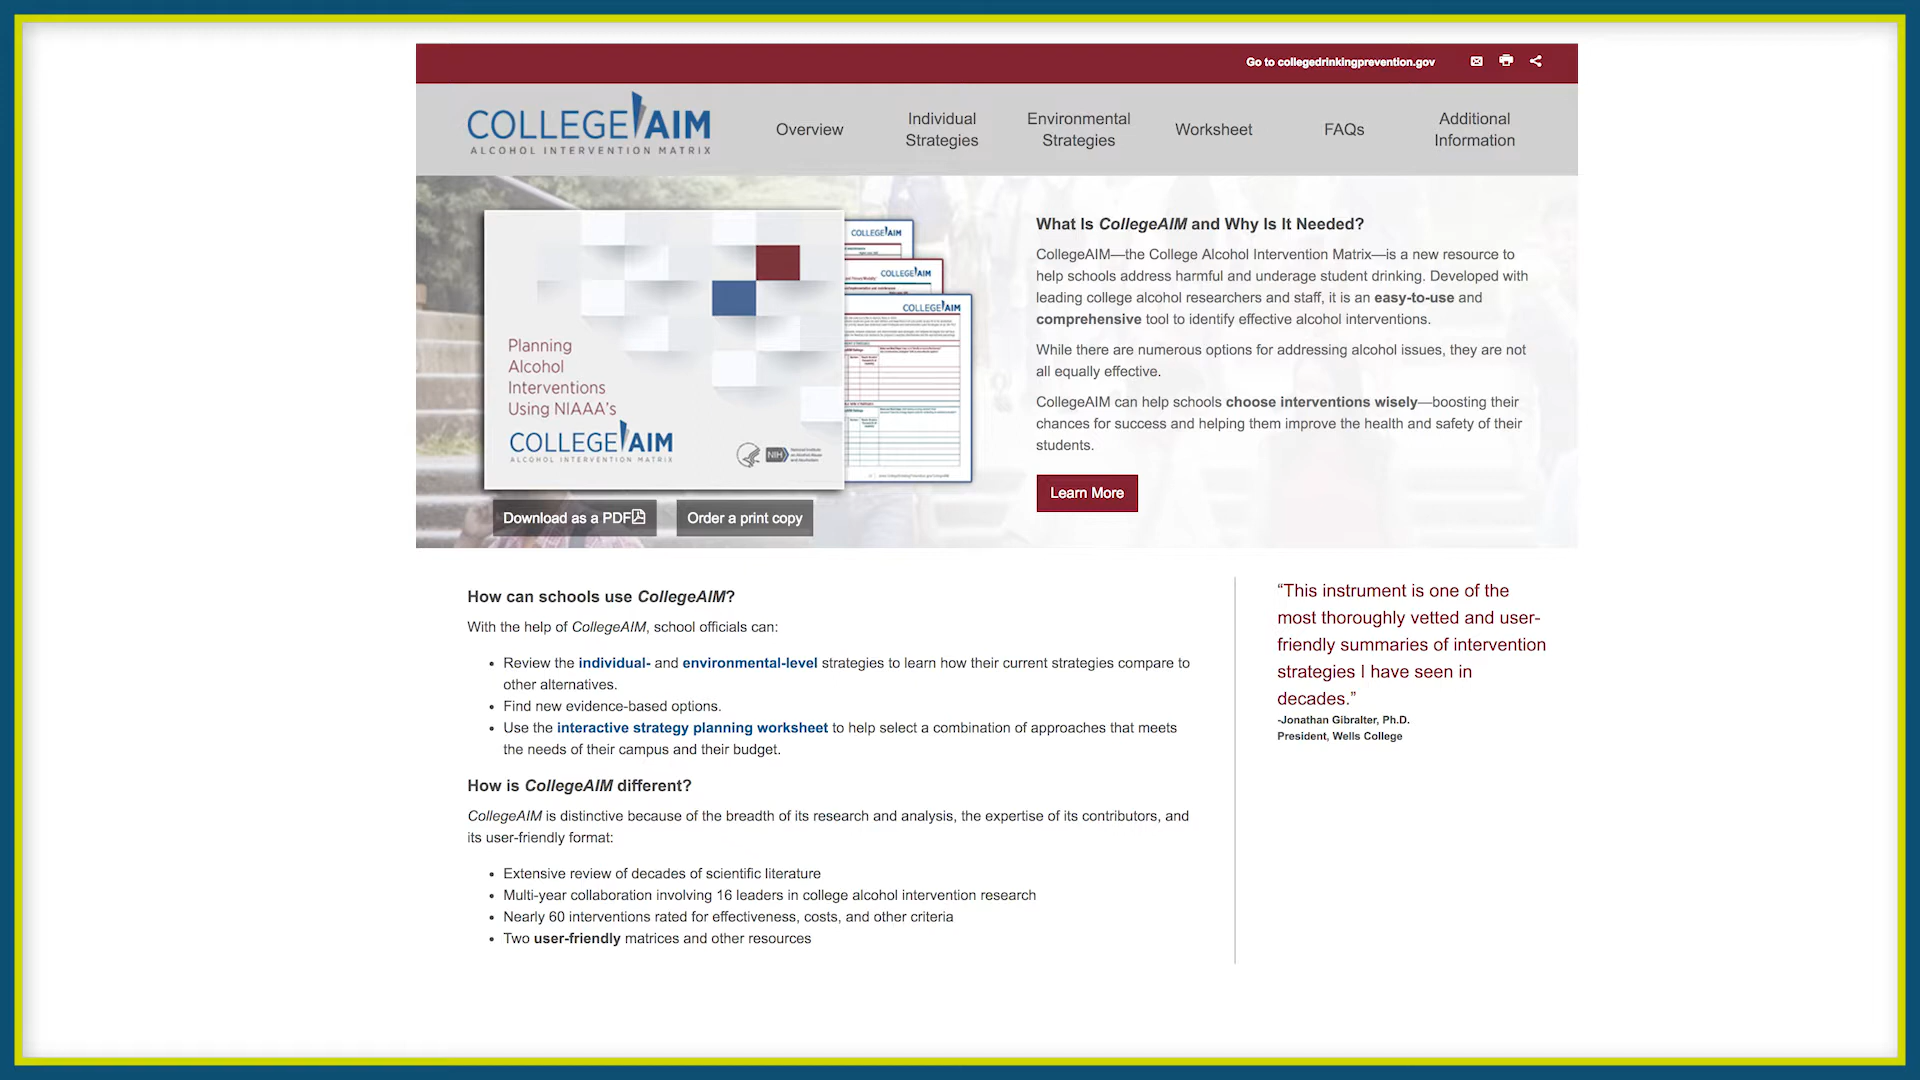 Go to collegedrinkingprevention.gov
COLLEGE AIM
ALCOHOL INTERVENTION MATRIX
Overview
Individual
Strategies
Environmental
Strategies
Worksheet
FAQs
Additional
Information
Planning
Alcohol
Interventions
Using NIAAA's
COLLEGE AIM
ALCOHOL INTERVENTION MATRIX
NIH
COLLEGE AIM
COLLEGE AIM
COLLEGE AIM
Download as a PDF
Order a print copy
What Is CollegeAIM and Why Is It Needed?
CollegeAIM—the College Alcohol Intervention Matrix—is a new resource to
help schools address harmful and underage student drinking. Developed with
leading college alcohol researchers and staff, it is an easy-to-use and
comprehensive tool to identify effective alcohol interventions.
While there are numerous options for addressing alcohol issues, they are not
all equally effective.
CollegeAIM can help schools choose interventions wisely—boosting their
chances for success and helping them improve the health and safety of their
students.
Learn More
How can schools use CollegeAIM?
With the help of CollegeAIM, school officials can:
• Review the individual- and environmental-level strategies to learn how their current strategies compare to
other alternatives.
• Find new evidence-based options.
• Use the interactive strategy planning worksheet to help select a combination of approaches that meets
the needs of their campus and their budget.
How is CollegeAIM different?
CollegeAIM is distinctive because of the breadth of its research and analysis, the expertise of its contributors, and
its user-friendly format:
• Extensive review of decades of scientific literature
• Multi-year collaboration involving 16 leaders in college alcohol intervention research
• Nearly 60 interventions rated for effectiveness, costs, and other criteria
• Two user-friendly matrices and other resources
“This instrument is one of the
most thoroughly vetted and user-
friendly summaries of intervention
strategies I have seen in
decades.”
-Jonathan Gibralter, Ph.D.
President, Wells College